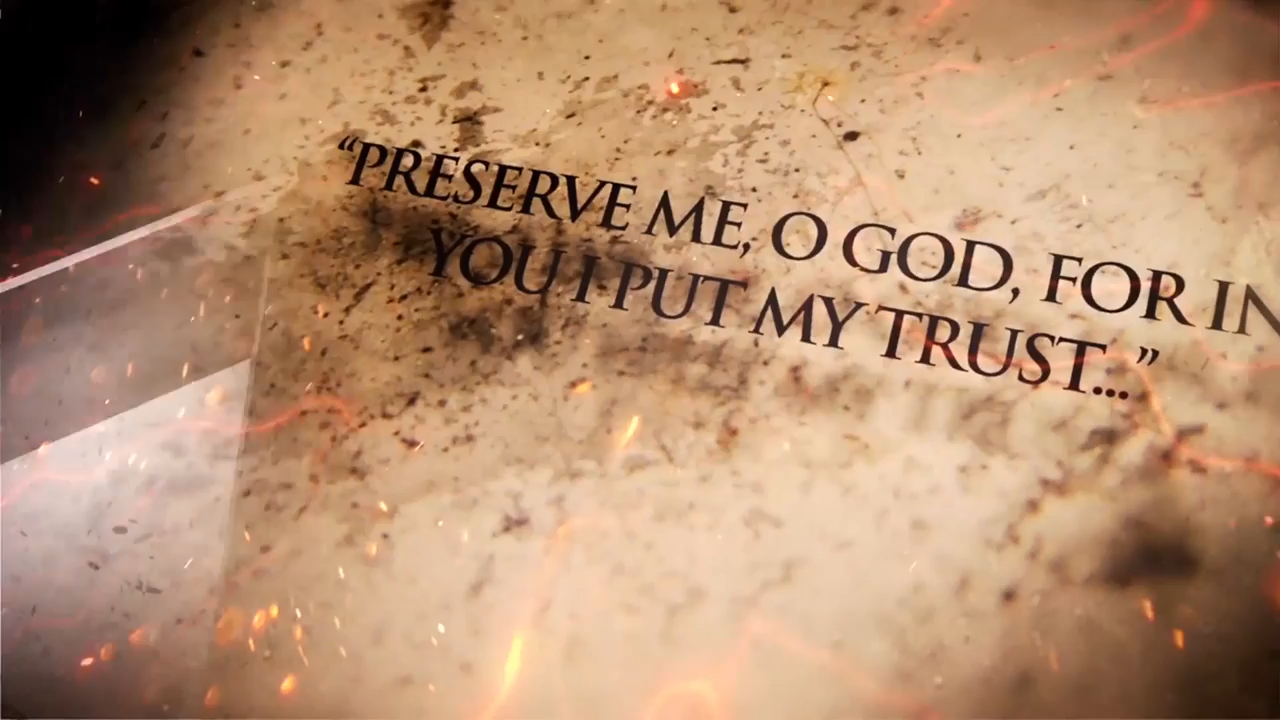 “PRESERVE ME, O GOD, FOR IN
YOU I PUT MY TRUST...”